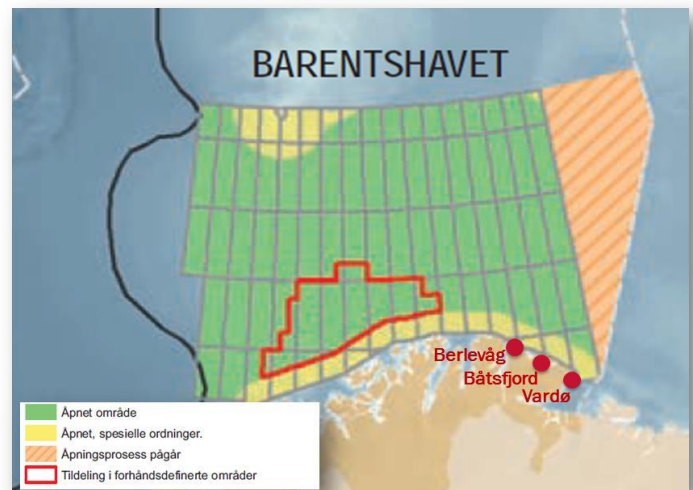 BARENTSHAVET
Berlevåg
Båtsfjord
Vardø
Åpnet område
Åpnet, spesielle ordninger.
Åpningsprosess pågår
Tildeling i forhåndsdefinerte områder